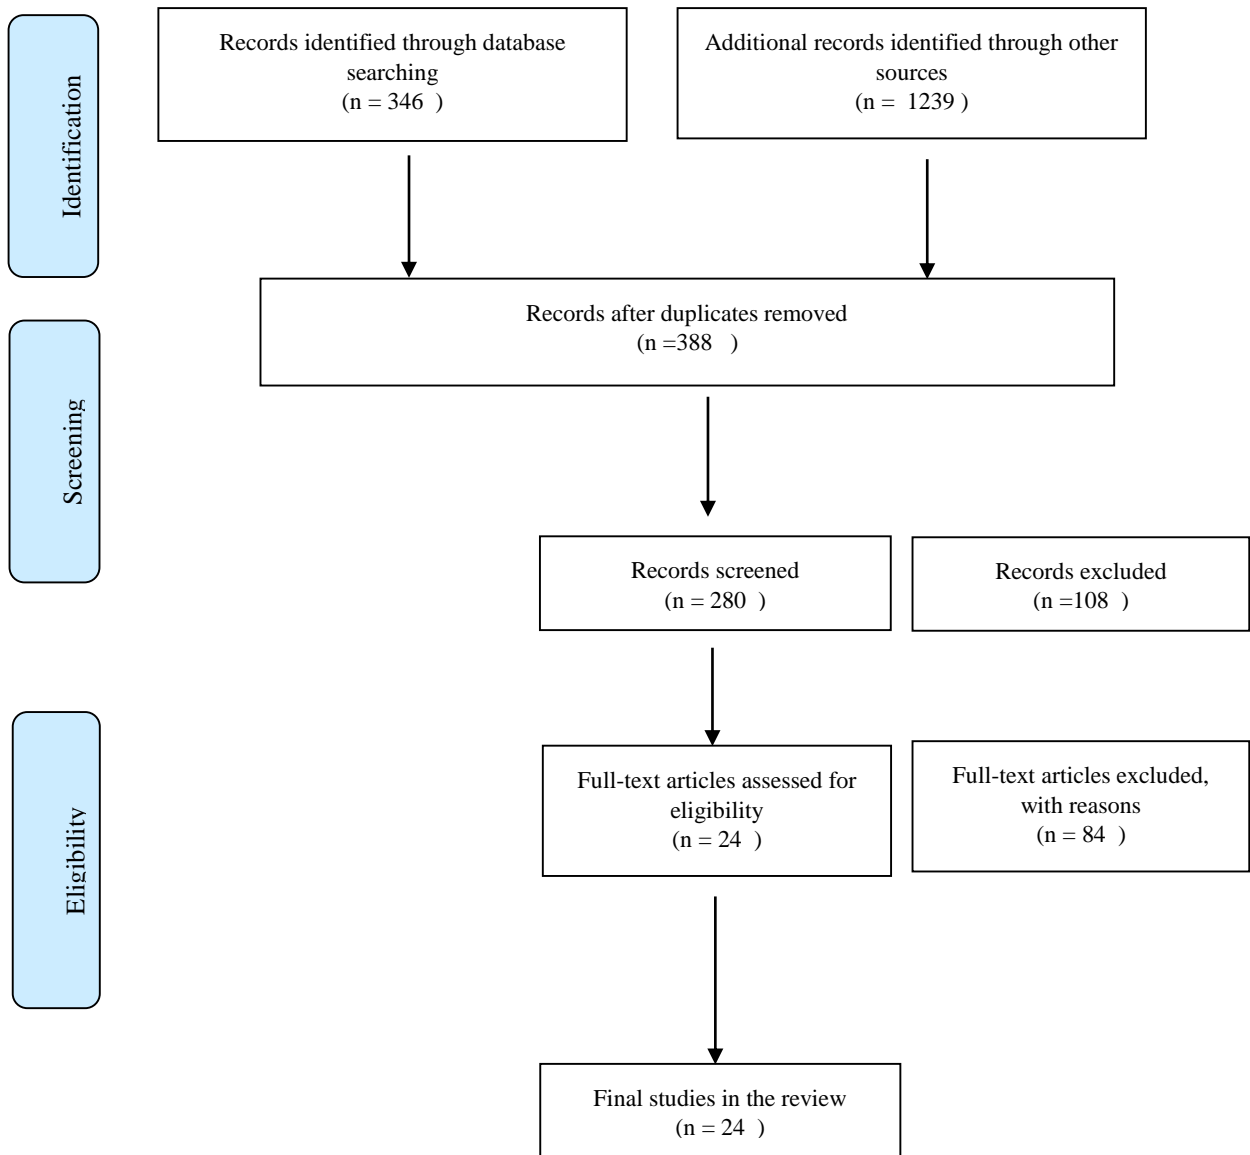 Identification
Records identified through database
searching
(n = 346 )
Additional records identified through other
sources
(n = 1239 )
Records after duplicates removed
(n =388 )
Screening
Records screened
(n = 280 )
Records excluded
(n =108 )
Eligibility
Full-text articles assessed for
eligibility
(n = 24 )
Full-text articles excluded,
with reasons
(n = 84 )
Final studies in the review
(n = 24 )